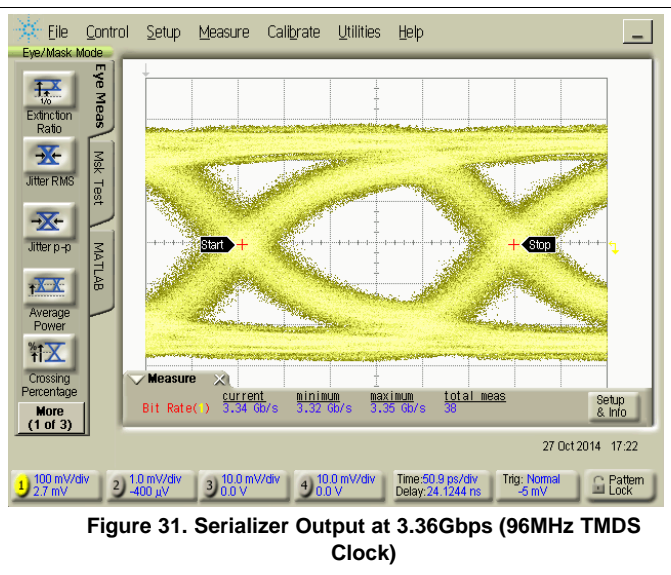 File Control Setup Measure Calibrate Utilities Help
Eye/Mask Mode
Extinction
Ratio
Jitter RMS
Jitter p-p
Average
Power
Crossing
Percentage
More
(1 of 3)
Eye Meas
Msk Test
MATLAB
Start
Stop
Measure
current minimum maximum total meas
Bit Rate(1) 3.34 Gb/s 3.32 Gb/s 3.35 Gb/s 38
Setup
& Info
27 Oct 2014 17:22
1 100 mV/div
2.7 mV
2 1.0 mV/div
-400 µV
3 10.0 mV/div
0.0 V
4 10.0 mV/div
0.0 V
Time:50.9 ps/div
Delay:24.1244 ns
Trig: Normal
-5 mV
Pattern
Lock
Figure 31. Serializer Output at 3.36Gbps (96MHz TMDS
Clock)